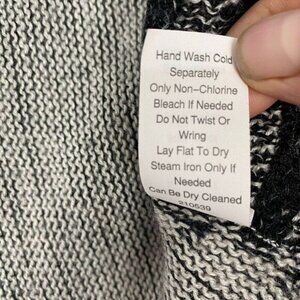 Hand Wash Cold
Separately
Only Non-Chlorine
Bleach If Needed
Do Not Twist Or
Wring
Lay Flat To Dry
Steam Iron Only If
Needed
Can Be Dry Cleaned
210539